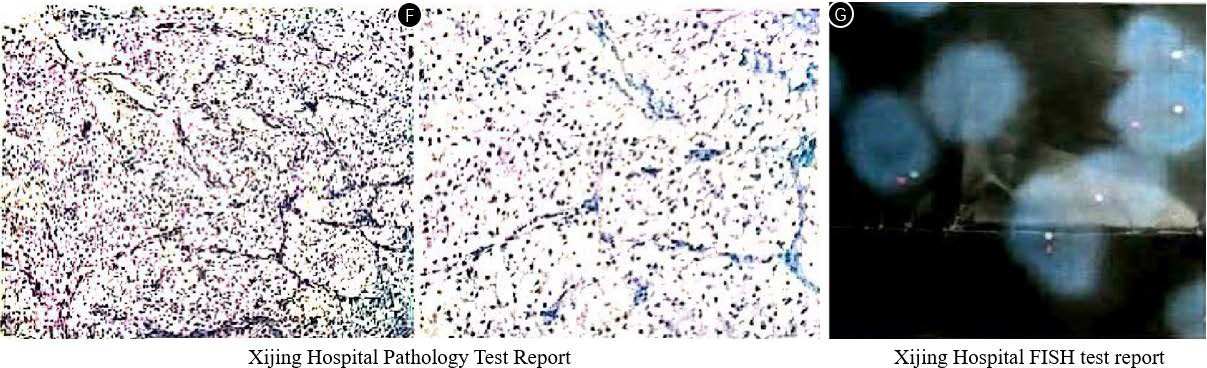 F
G
Xijing Hospital Pathology Test Report
Xijing Hospital FISH test report